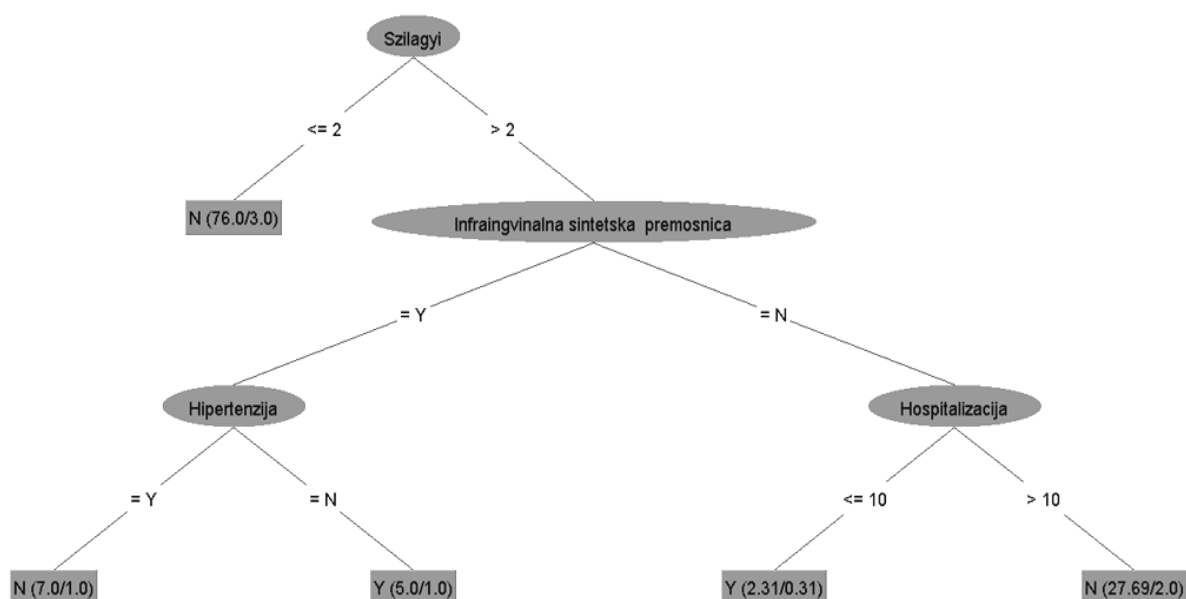 Szilagyi
<= 2
> 2
N (76.0/3.0)
Infraingvinalna sintetska premosnica
= Y
= N
Hipertenzija
Hospitalizacija
= Y
= N
<= 10
> 10
N (7.0/1.0)
Y (5.0/1.0)
Y (2.31/0.31)
N (27.69/2.0)